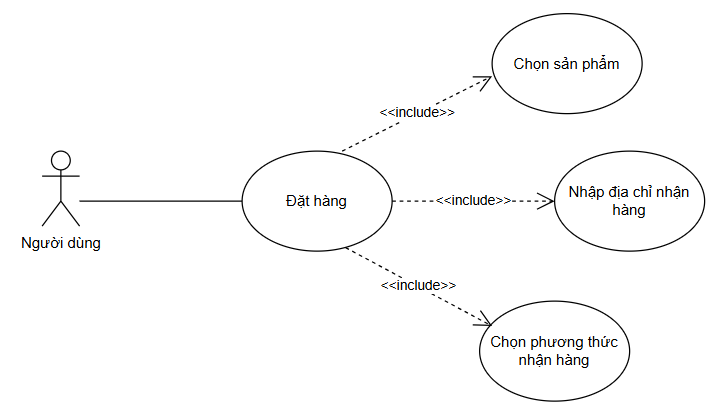 Chọn sản phẩm
<<include>>
Đặt hàng
<<include>>
Nhập địa chỉ nhận
hàng
Người dùng
<<include>>
Chọn phương thức
nhận hàng